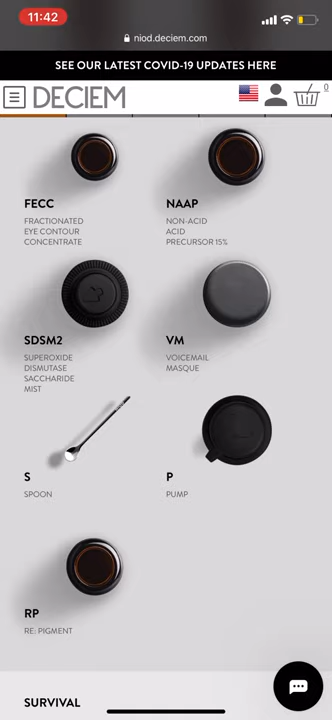 11:42
niod.deciem.com
SEE OUR LATEST COVID-19 UPDATES HERE
DECIEM
0
FECC
FRACTIONATED
EYE CONTOUR
CONCENTRATE
NAAP
NON-ACID
ACID
PRECURSOR 15%
SDSM2
SUPEROXIDE
DISMUTASE
SACCHARIDE
MIST
VM
VOICEMAIL
MASQUE
S
SPOON
P
PUMP
RP
RE: PIGMENT
SURVIVAL